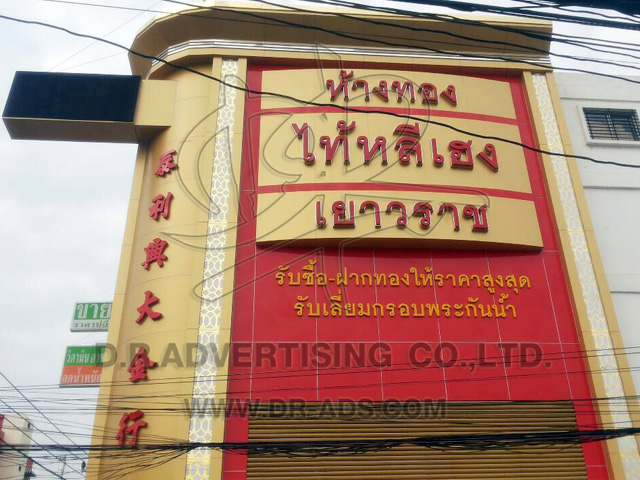 ห้างทอง
ไท้หลีเฮง
เยาวราช
รับซื้อ-ฝากทองให้ราคาสูงสุด
รับเลี่ยมกรอบพระกันน้ำ
泰利興大金行
ขาย
D.R.ADVERTISING CO.,LTD.
WWW.DR-ADS.COM